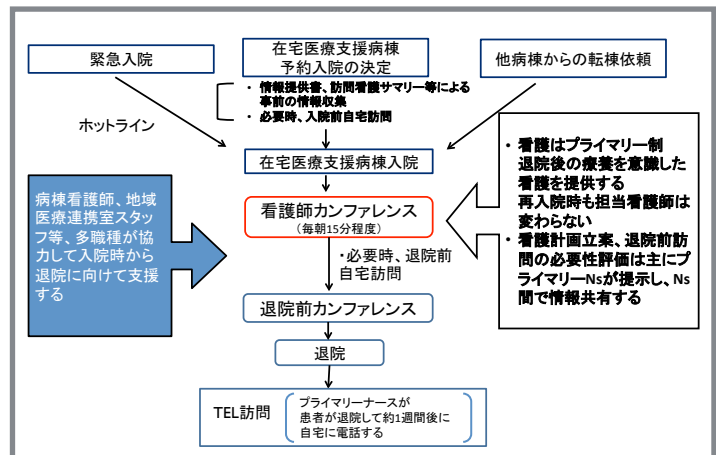 緊急入院
在宅医療支援病棟
予約入院の決定
他病棟からの転棟依頼
・ 情報提供書、訪問看護サマリー等による
事前の情報収集
・ 必要時、入院前自宅訪問
ホットライン
在宅医療支援病棟入院
病棟看護師、地域
医療連携室スタッ
フ等、多職種が協
力して入院時から
退院に向けて支援
する
看護師カンファレンス
(毎朝15分程度)
・ 看護はプライマリー制
退院後の療養を意識した
看護を提供する
再入院時も担当看護師は
変わらない
・ 看護計画立案、退院前訪
問の必要性評価は主にプ
ライマリーNsが提示し、Ns
間で情報共有する
・必要時、退院前
自宅訪問
退院前カンファレンス
退院
TEL訪問
プライマリーナースが
患者が退院して約1週間後に
自宅に電話する